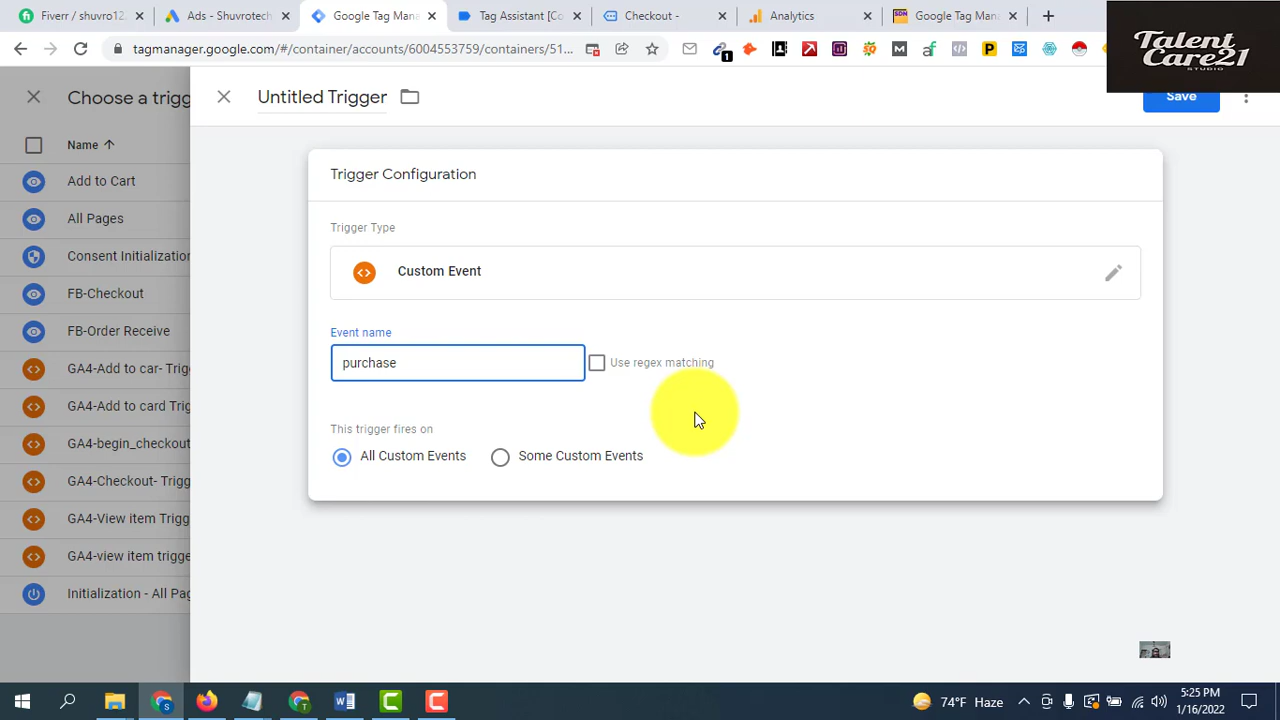 Fiverr / shuvro12
Ads - Shuvrotech
Google Tag Mana
Tag Assistant [Co
Checkout -
Analytics
Google Tag Mana
tagmanager.google.com/#/container/accounts/6004553759/containers/51...
1
Talent
Care21
STUDIO
Choose a trigg
Untitled Trigger
Save
Name
Add to Cart
All Pages
Consent Initialization
FB-Checkout
FB-Order Receive
GA4-Add to car- Trigg
GA4-Add to card Trig
GA4-begin_checkout
GA4-Checkout- Trigg
GA4-View item Trigg
GA4-view item trigge
Initialization - All Pag
Trigger Configuration
Trigger Type
Custom Event
Event name
purchase
Use regex matching
This trigger fires on
All Custom Events
Some Custom Events
74°F Haze
5:25 PM
1/16/2022